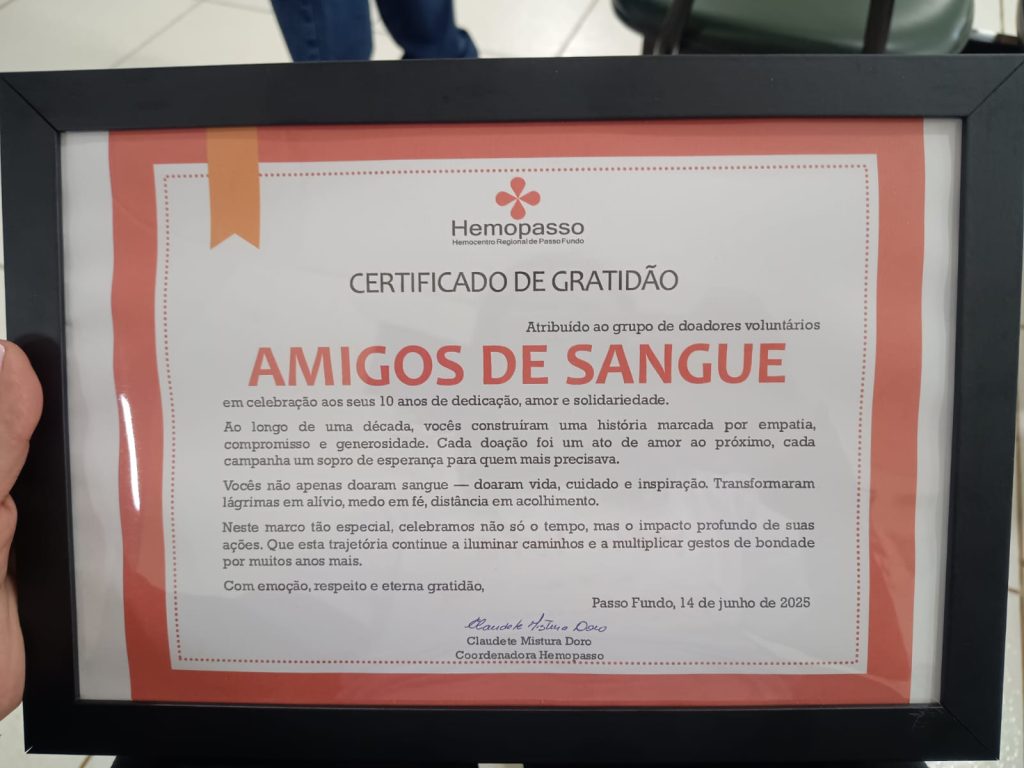 Hemopasso
Hemocentro Regional de Passo Fundo
CERTIFICADO DE GRATIDÃO
Atribuído ao grupo de doadores voluntários
AMIGOS DE SANGUE
em celebração aos seus 10 anos de dedicação, amor e solidariedade.
Ao longo de uma década, vocês construíram uma história marcada por empatia,
compromisso e generosidade. Cada doação foi um ato de amor ao próximo, cada
campanha um sopro de esperança para quem mais precisava.
Vocês não apenas doaram sangue — doaram vida, cuidado e inspiração. Transformaram
lágrimas em alívio, medo em fé, distância em acolhimento.
Neste marco tão especial, celebramos não só o tempo, mas o impacto profundo de suas
ações. Que esta trajetória continue a iluminar caminhos e a multiplicar gestos de bondade
por muitos anos mais.
Com emoção, respeito e eterna gratidão,
Passo Fundo, 14 de junho de 2025
Claudete Mistura Doro
Claudete Mistura Doro
Coordenadora Hemopasso